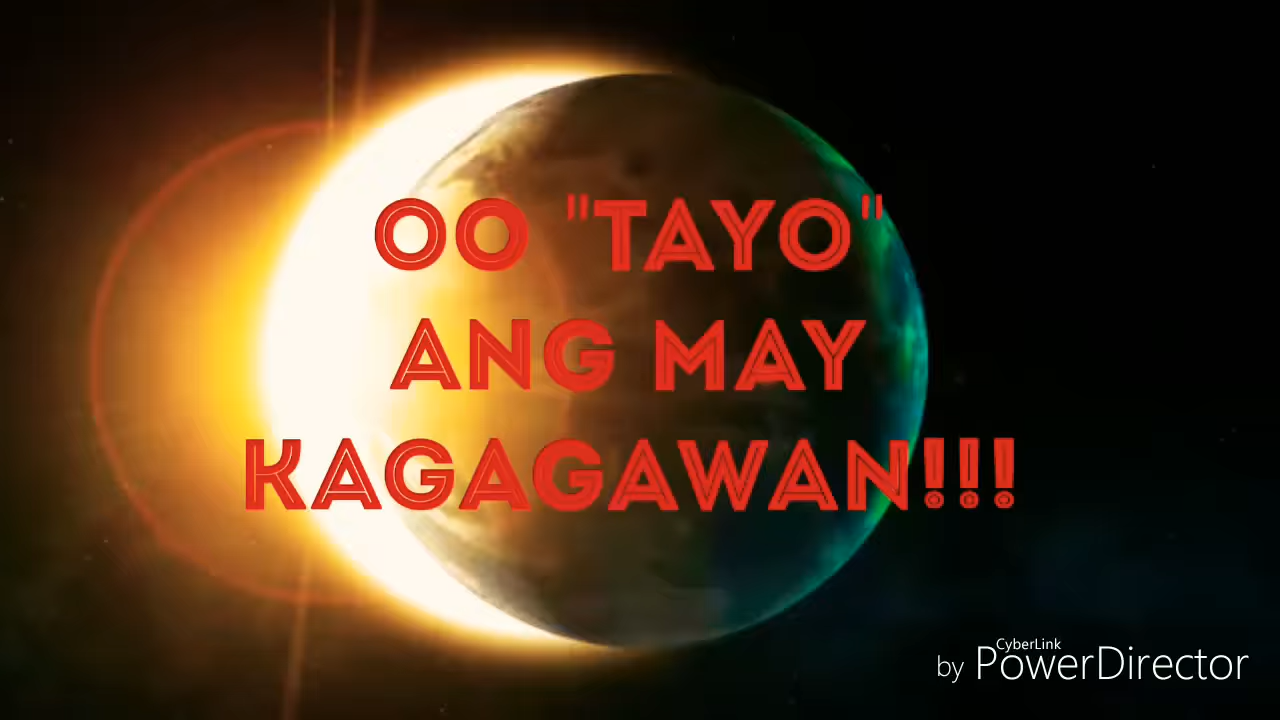 OO "TAYO"
ANG MAY
KAGAGAWAN!!!
CyberLink
by PowerDirector